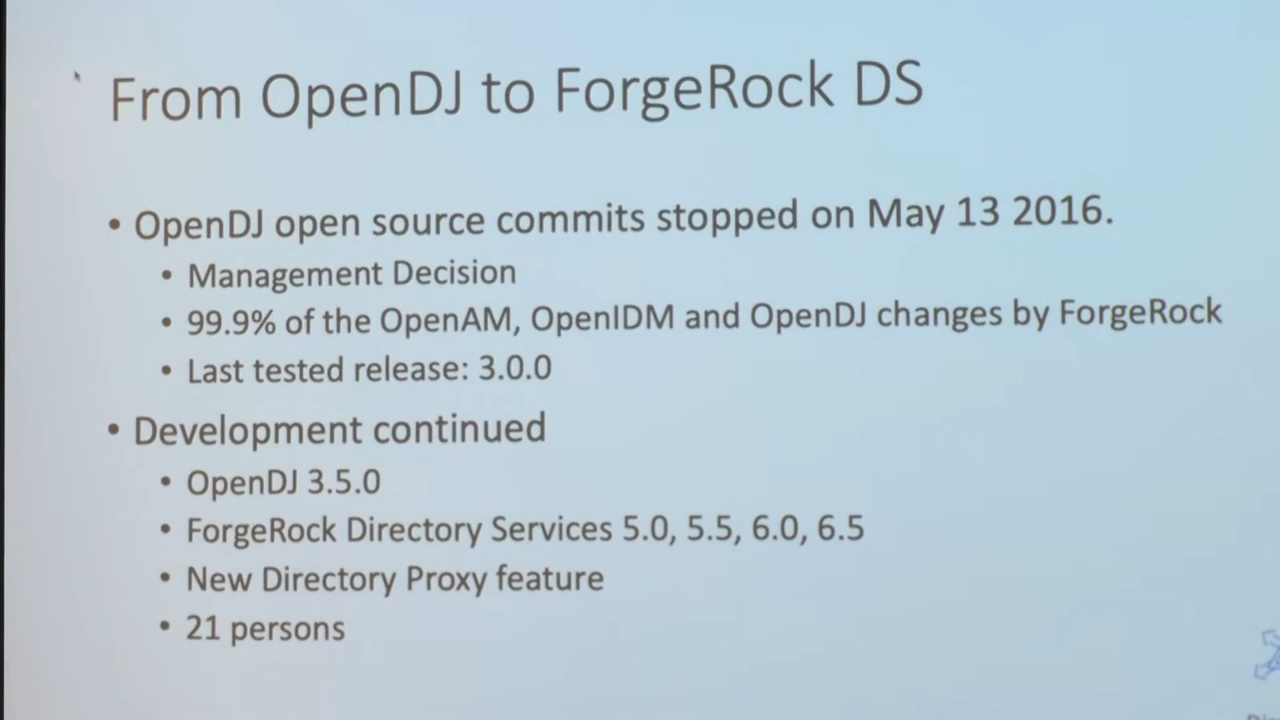 From OpenDJ to ForgeRock DS
• OpenDJ open source commits stopped on May 13 2016.
• Management Decision
• 99.9% of the OpenAM, OpenIDM and OpenDJ changes by ForgeRock
• Last tested release: 3.0.0
• Development continued
• OpenDJ 3.5.0
• ForgeRock Directory Services 5.0, 5.5, 6.0, 6.5
• New Directory Proxy feature
• 21 persons